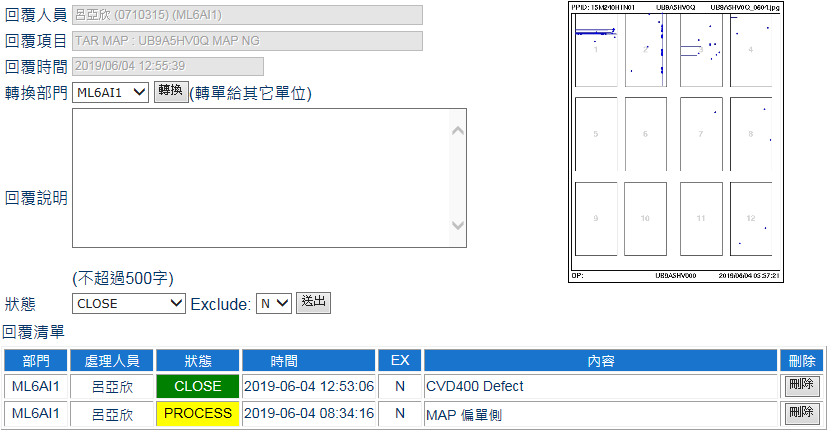 回覆人員 呂亞欣 (0710315) (ML6AI1)
回覆項目 TAR MAP : UB9A5HV0Q MAP NG
回覆時間 2019/06/04 12:55:39
轉換部門 ML6AI1 轉換 (轉單給其它單位)
回覆說明
(不超過500字)
狀態 CLOSE Exclude: N 送出
PPID: 15M240H1N01 UB9A5HV0Q UB9A5HV0Q_0604.jpg
1 2 3 4
5 6 7 8
9 10 11 12
OP: UB9A5HV000 2019/06/04 05:57:21
回覆清單
部門 處理人員 狀態 時間 EX 內容 刪除
ML6AI1 呂亞欣 CLOSE 2019-06-04 12:53:06 N CVD400 Defect 刪除
ML6AI1 呂亞欣 PROCESS 2019-06-04 08:34:16 N MAP 偏單側 刪除